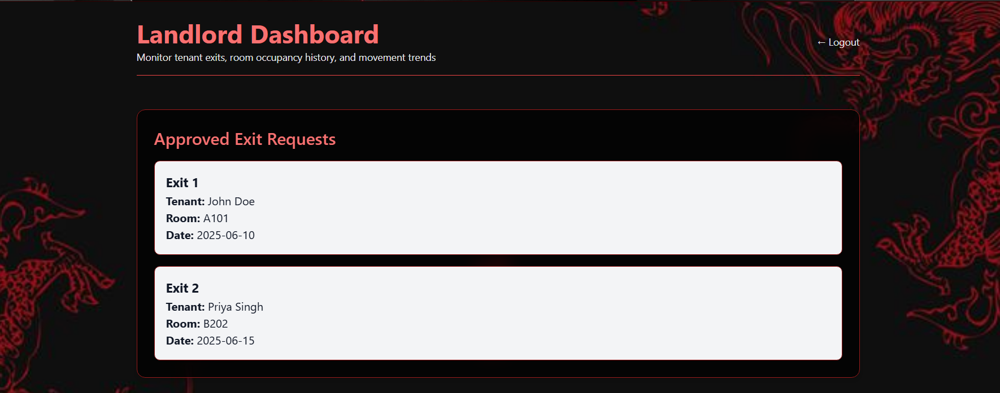 Landlord Dashboard
Monitor tenant exits, room occupancy history, and movement trends
← Logout
Approved Exit Requests
Exit 1
Tenant: John Doe
Room: A101
Date: 2025-06-10
Exit 2
Tenant: Priya Singh
Room: B202
Date: 2025-06-15